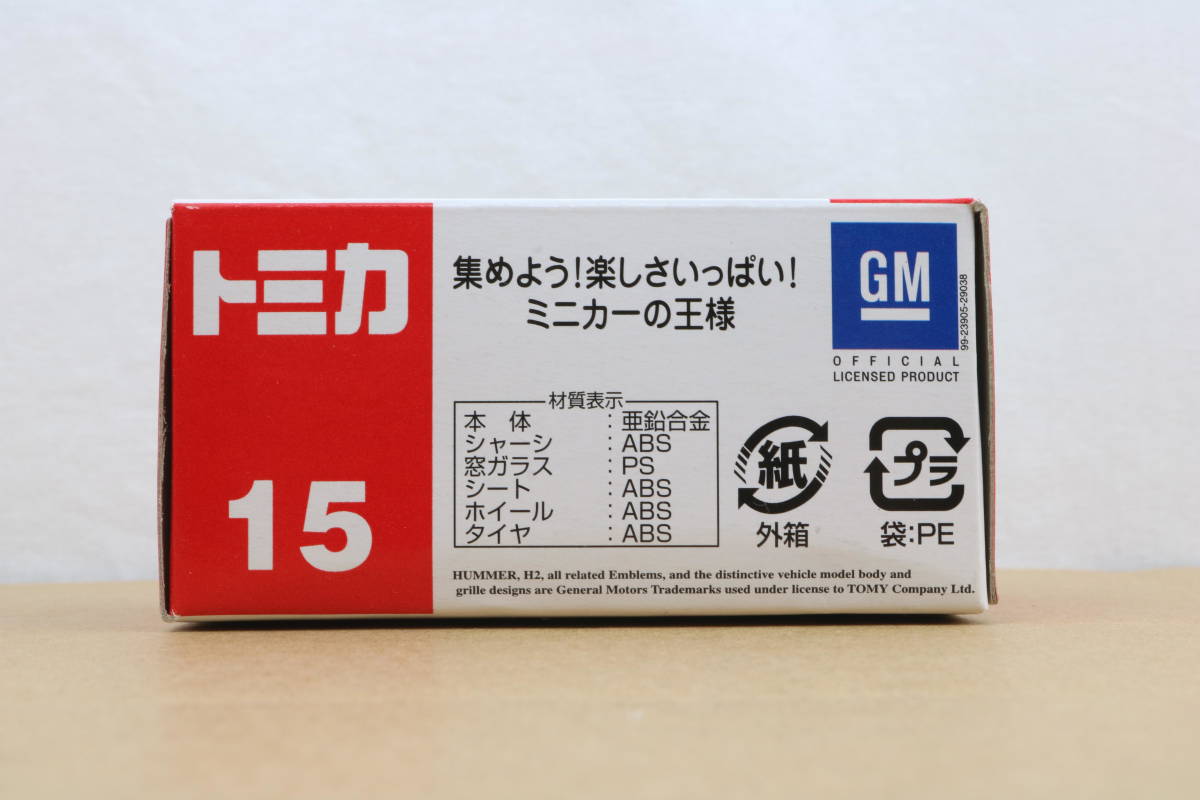 トミカ
15
集めよう!楽しさいっぱい!
ミニカーの王様
GM
OFFICIAL
LICENSED PRODUCT
99-23905-29038
材質表示
本 体 : 亜鉛合金
シャーシ : ABS
窓ガラス : PS
シート : ABS
ホイール : ABS
タイヤ : ABS
紙
外箱
プラ
袋:PE
HUMMER, H2, all related Emblems, and the distinctive vehicle model body and
grille designs are General Motors Trademarks used under license to TOMY Company Ltd.